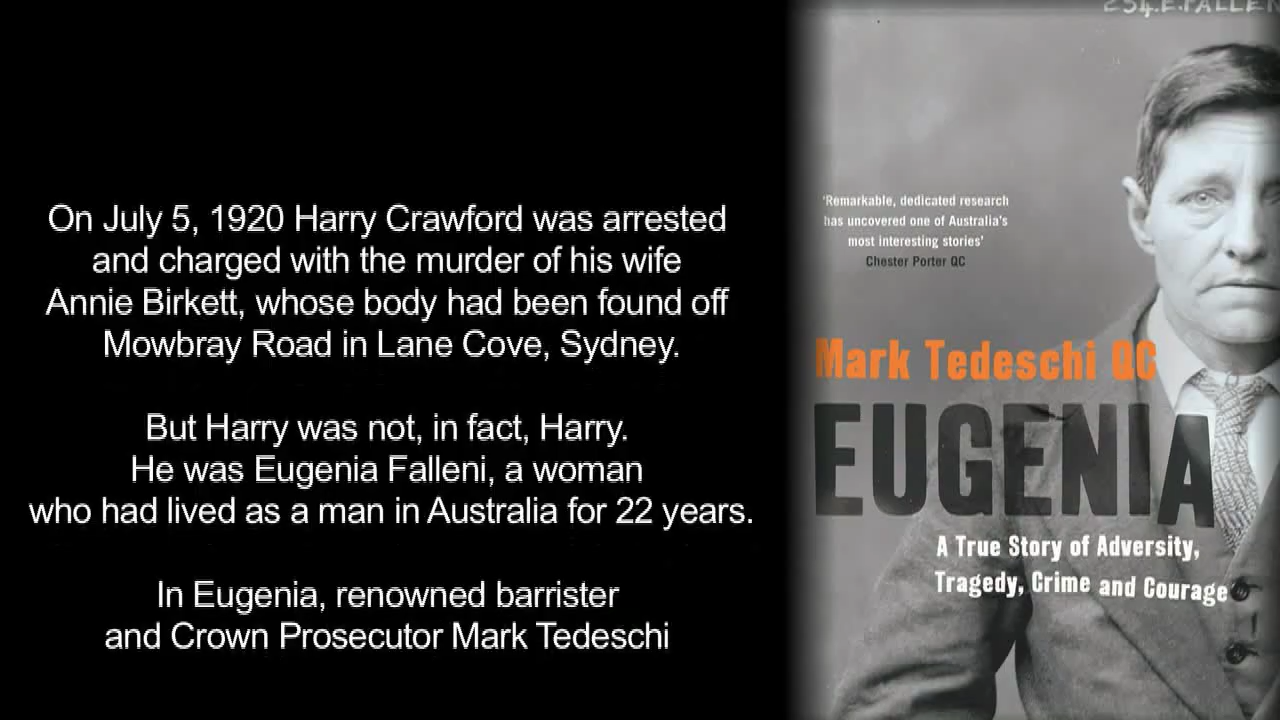 On July 5, 1920 Harry Crawford was arrested
and charged with the murder of his wife
Annie Birkett, whose body had been found off
Mowbray Road in Lane Cove, Sydney.
But Harry was not, in fact, Harry.
He was Eugenia Falleni, a woman
who had lived as a man in Australia for 22 years.
In Eugenia, renowned barrister
and Crown Prosecutor Mark Tedeschi
254.E.FALLEN
'Remarkable, dedicated research
has uncovered one of Australia's
most interesting stories'
Chester Porter QC
Mark Tedeschi QC
EUGENIA
A True Story of Adversity,
Tragedy, Crime and Courage